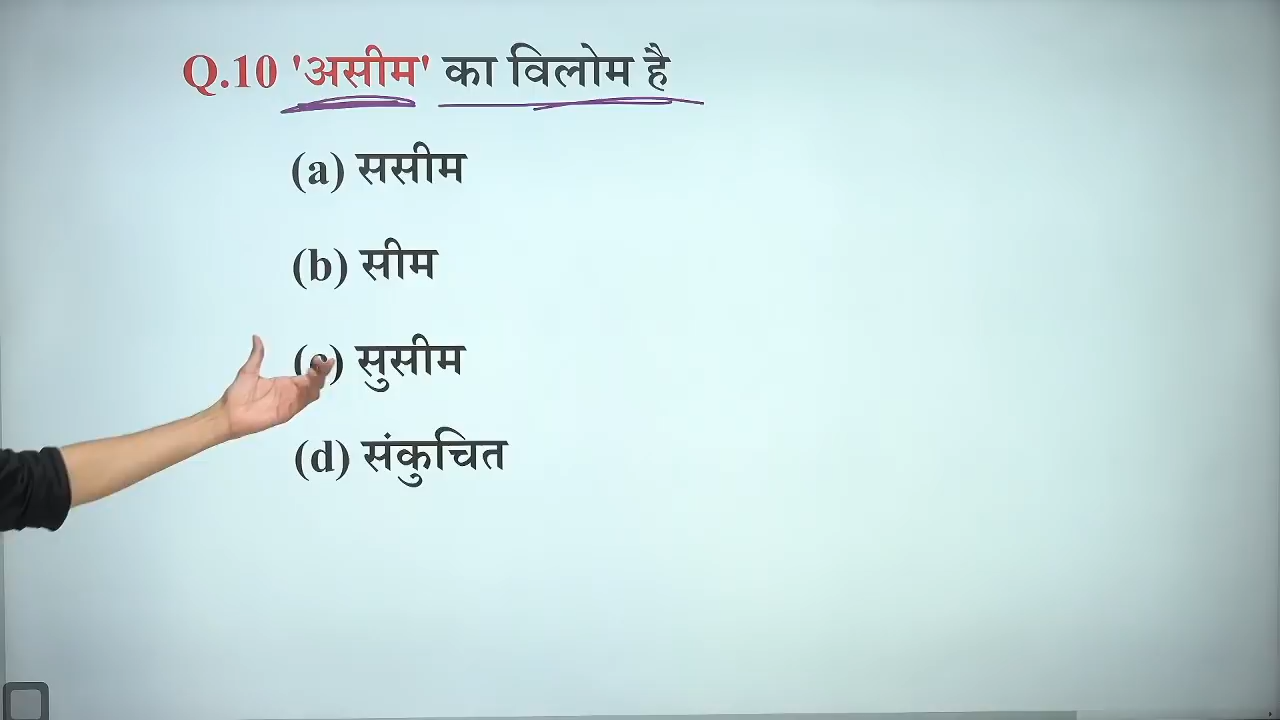 Q.10 'असीम' का विलोम है
(a) ससीम
(b) सीम
(c) सुसीम
(d) संकुचित